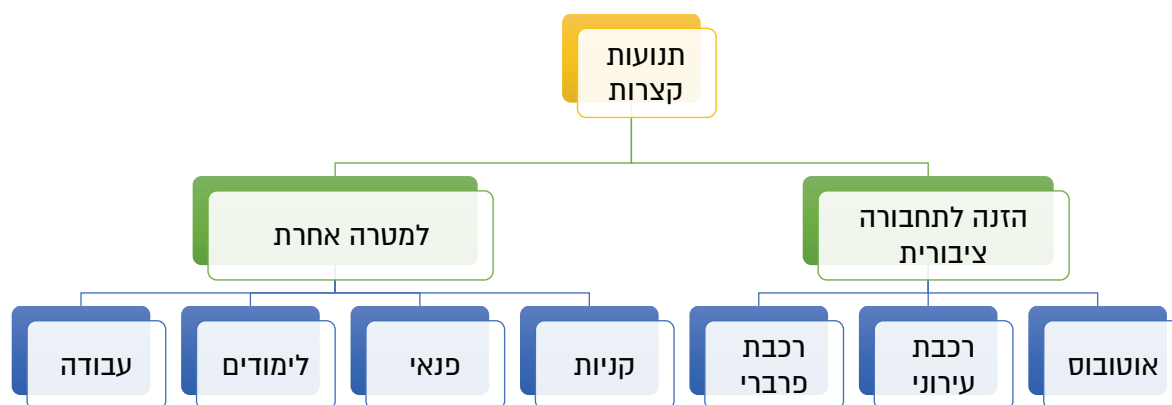 תנועות
קצרות
הזנה לתחבורה
ציבורית
למטרה אחרת
אוטובוס
רכבת
עירוני
רכבת
פרברי
קניות
פנאי
לימודים
עבודה